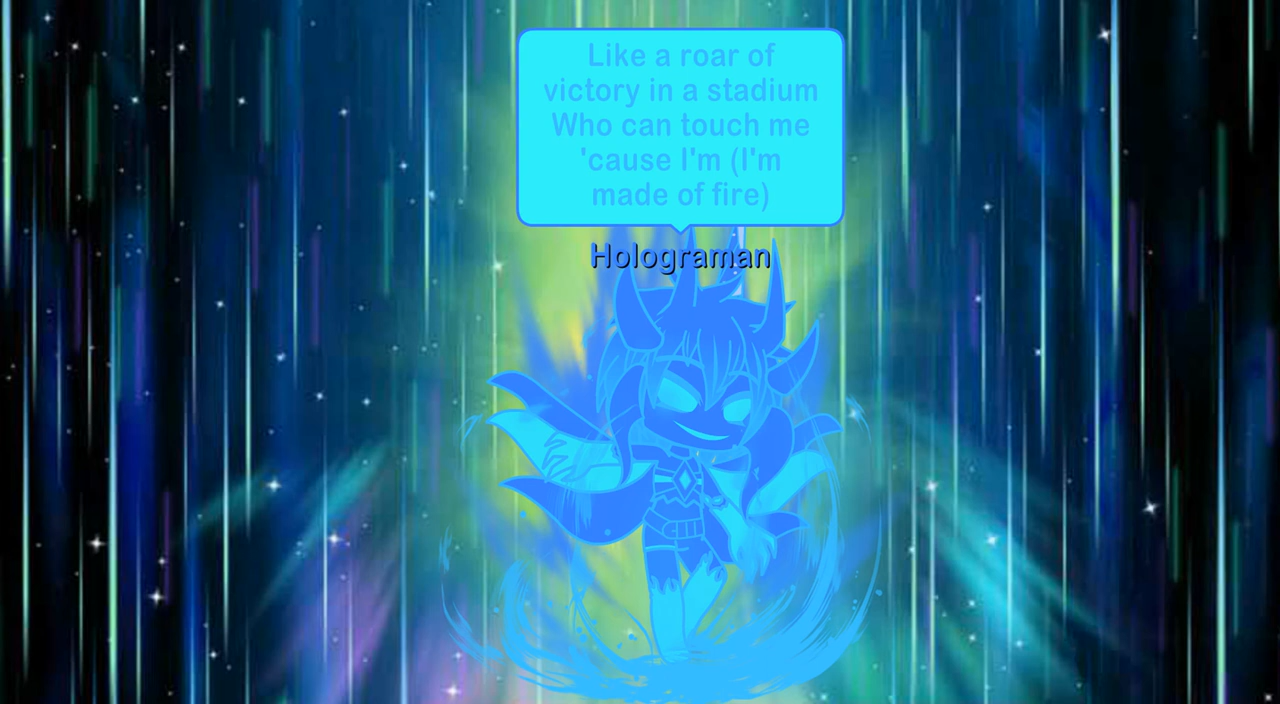 Like a roar of
victory in a stadium
Who can touch me
'cause I'm (I'm
made of fire)
Holograman